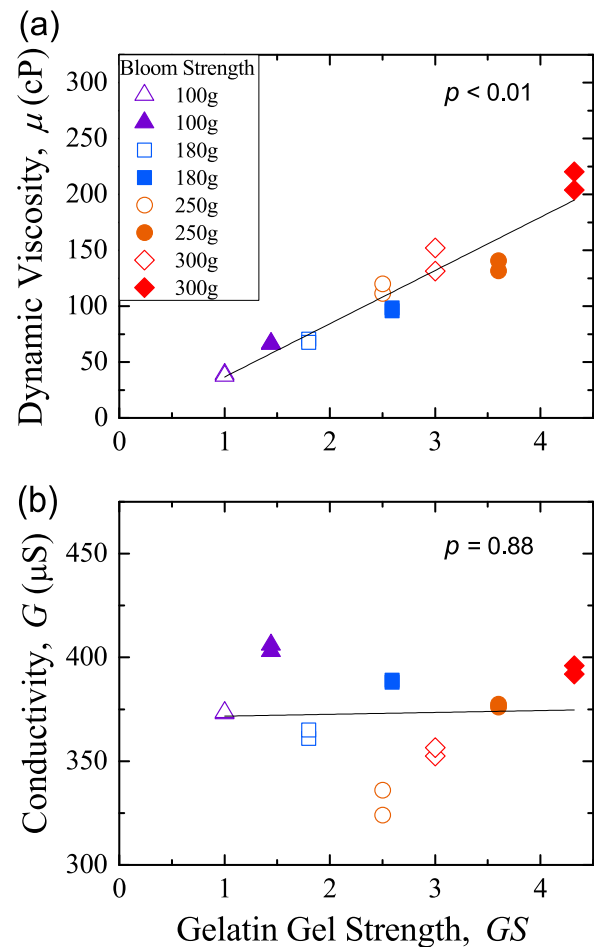 (a)
Dynamic Viscosity, μ (cP)
325
300
250
200
150
100
50
0
Bloom Strength
100g
100g
180g
180g
250g
250g
300g
300g
p < 0.01
0 1 2 3 4
(b)
Conductivity, G (µS)
450
400
350
300
p = 0.88
0 1 2 3 4
Gelatin Gel Strength, GS